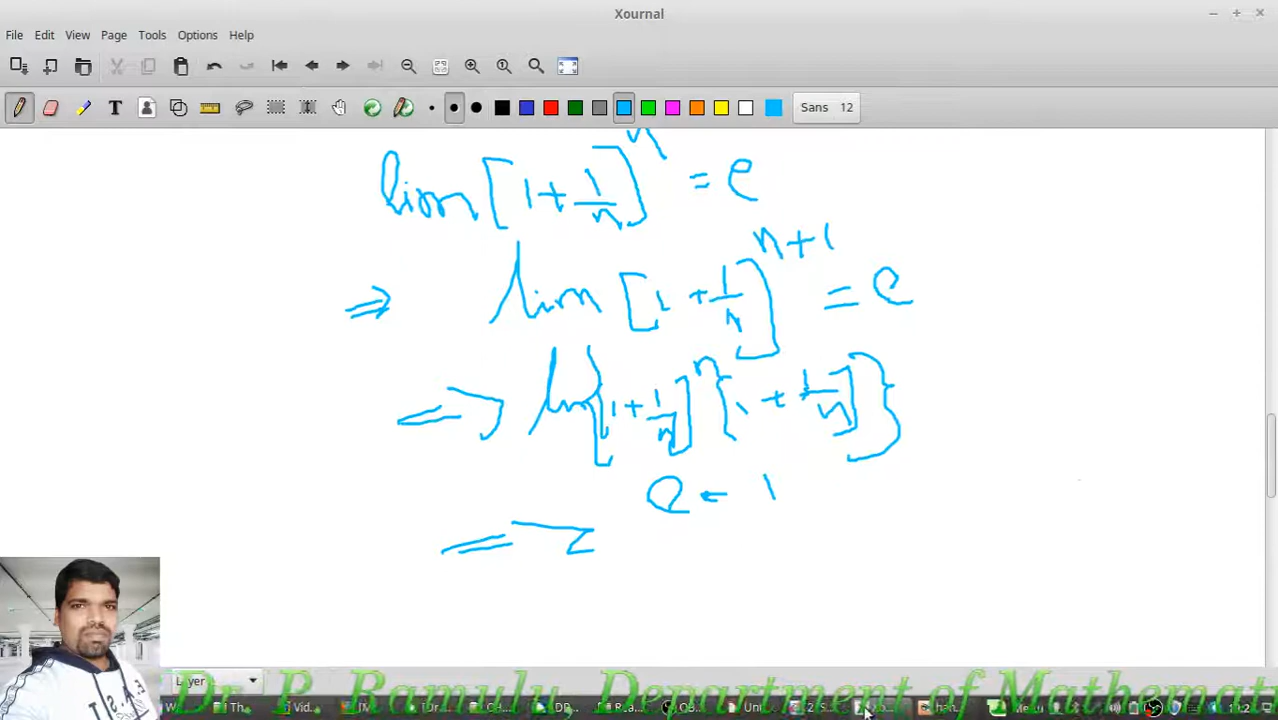 Xournal
File Edit View Page Tools Options Help
Sans 12
lim [1 + 1/n]^n = e
⇒ lim [1 + 1/n]^{n+1} = e
⇒ lim {[1 + 1/n]^n [1 + 1/n]}
e - 1
⇒
Layer
Dr. P. Ramulu, Department of Mathemat